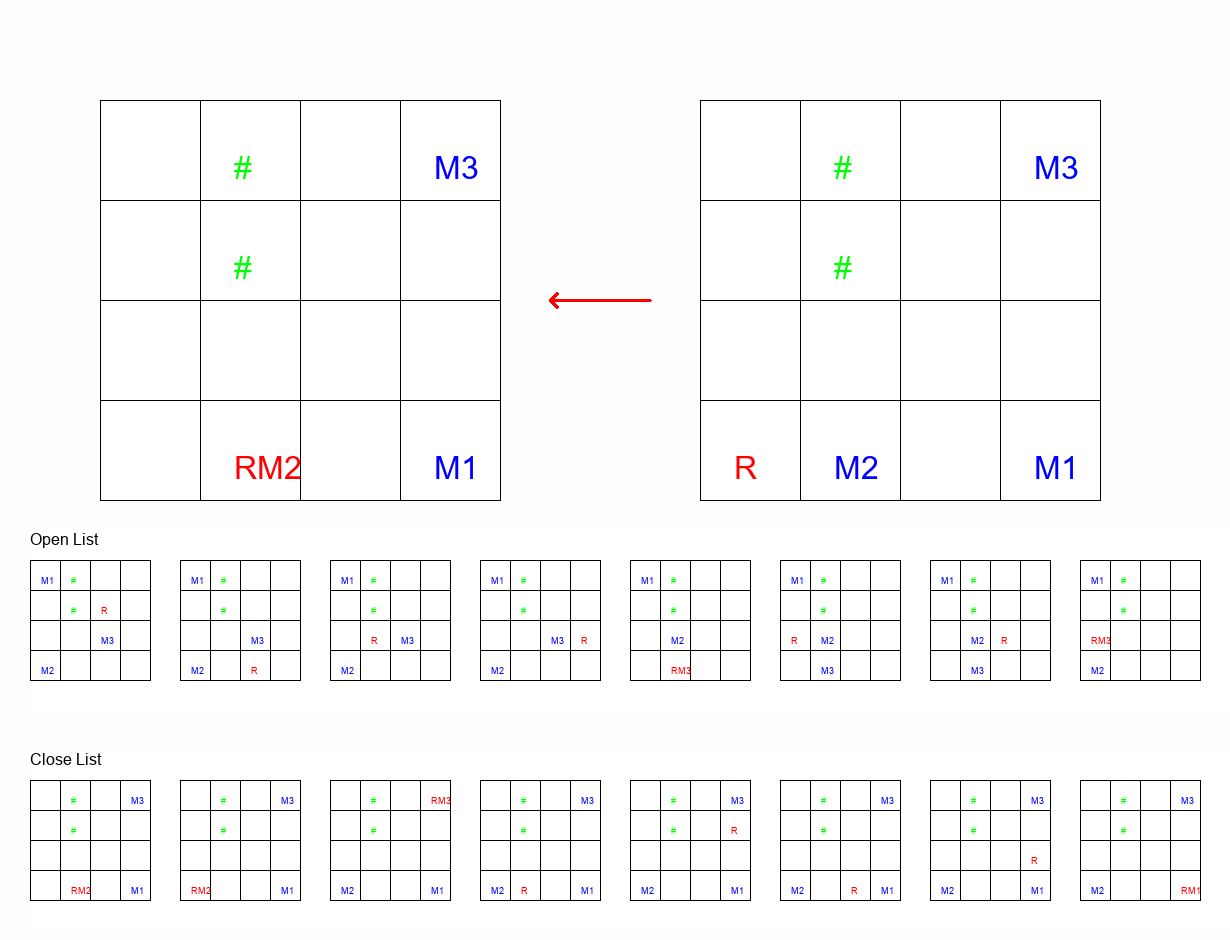 # M3 # M3
# #
RM2 M1 R M2 M1
Open List
M1 # M1 # M1 # M1 # M1 # M1 # M1 # M1 #
# R # # # # # # #
M3 M3 R M3 M3 R M2 R M2 M2 R RM3
M2 M2 R M2 M2 RM3 M3 M3 M2
Close List
# M3 # M3 # RM3 # M3 # M3 # M3 # M3 # M3
# # # # # R # # #
R
RM2 M1 RM2 M1 M2 M1 M2 R M1 M2 M1 M2 R M1 M2 M1 M2 RM1